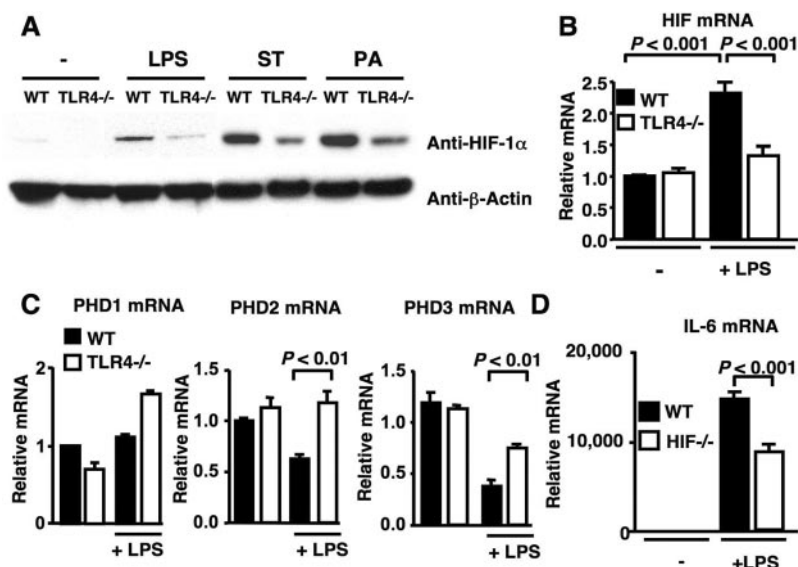 A
- LPS ST PA
WT TLR4-/- WT TLR4-/- WT TLR4-/- WT TLR4-/-
Anti-HIF-1α
Anti-β-Actin
B
HIF mRNA
P < 0.001 P < 0.001
WT
TLR4-/-
Relative mRNA
2.5
2.0
1.5
1.0
0.5
0.0
- + LPS
C
PHD1 mRNA
WT
TLR4-/-
Relative mRNA
2
1
0
+ LPS
PHD2 mRNA
P < 0.01
Relative mRNA
1.5
1.0
0.5
0.0
+ LPS
PHD3 mRNA
P < 0.01
Relative mRNA
1.5
1.0
0.5
0.0
+ LPS
D
IL-6 mRNA
P < 0.001
WT
HIF-/-
Relative mRNA
20,000
10,000
0
- +LPS